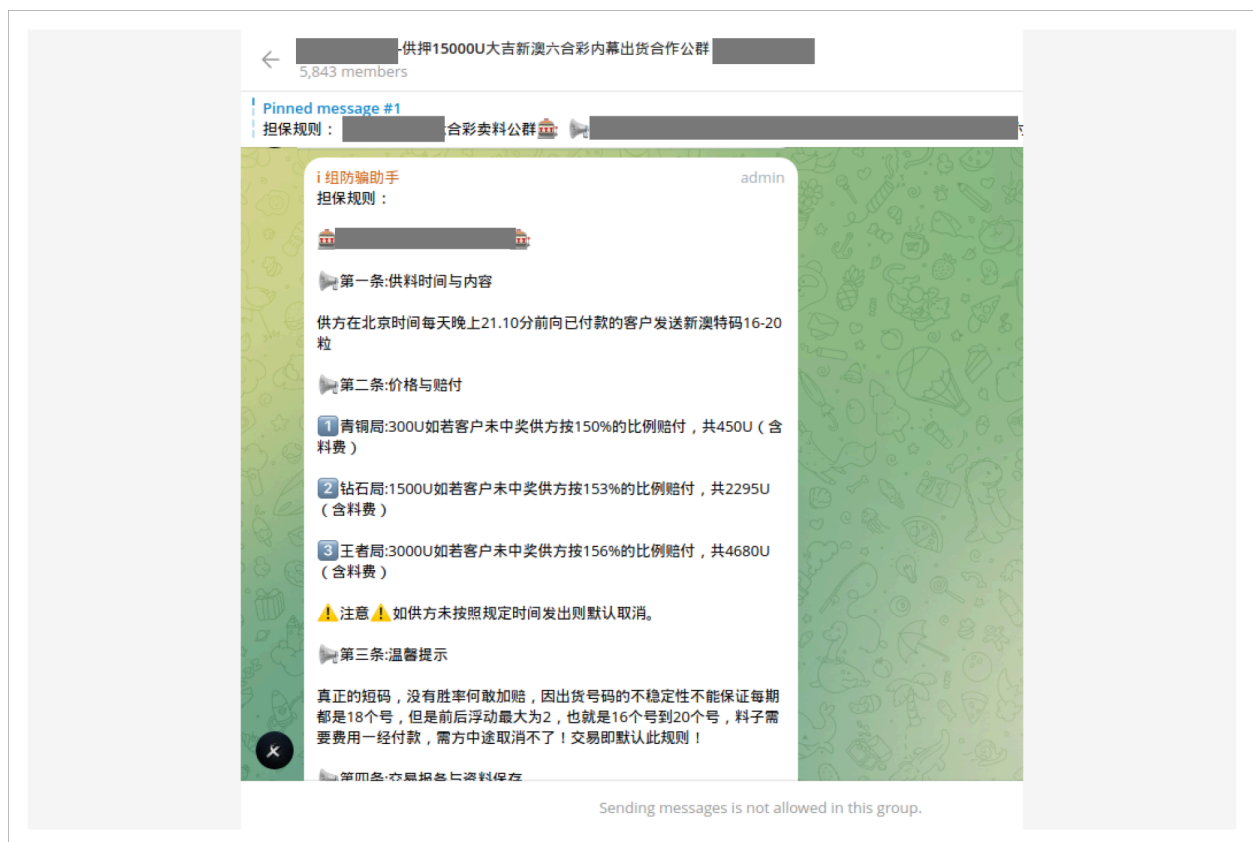 -供押15000U大吉新澳六合彩内幕出货合作公群
5,843 members
Pinned message #1
担保规则：
合彩卖料公群🎰 📢
i 组防骗助手
admin
担保规则：
🎰 🎰
📢第一条:供料时间与内容
供方在北京时间每天晚上21.10分前向已付款的客户发送新澳特码16-20
粒
📢第二条:价格与赔付
1️⃣青铜局:300U如若客户未中奖供方按150%的比例赔付，共450U（含
料费）
2️⃣钻石局:1500U如若客户未中奖供方按153%的比例赔付，共2295U
（含料费）
3️⃣王者局:3000U如若客户未中奖供方按156%的比例赔付，共4680U
（含料费）
⚠️注意⚠️如供方未按照规定时间发出则默认取消。
📢第三条:温馨提示
真正的短码，没有胜率何敢加赔，因出货号码的不稳定性不能保证每期
都是18个号，但是前后浮动最大为2，也就是16个号到20个号，料子需
要费用一经付款，需方中途取消不了！交易即默认此规则！
📢第四条:交易报备与资料保存
Sending messages is not allowed in this group.